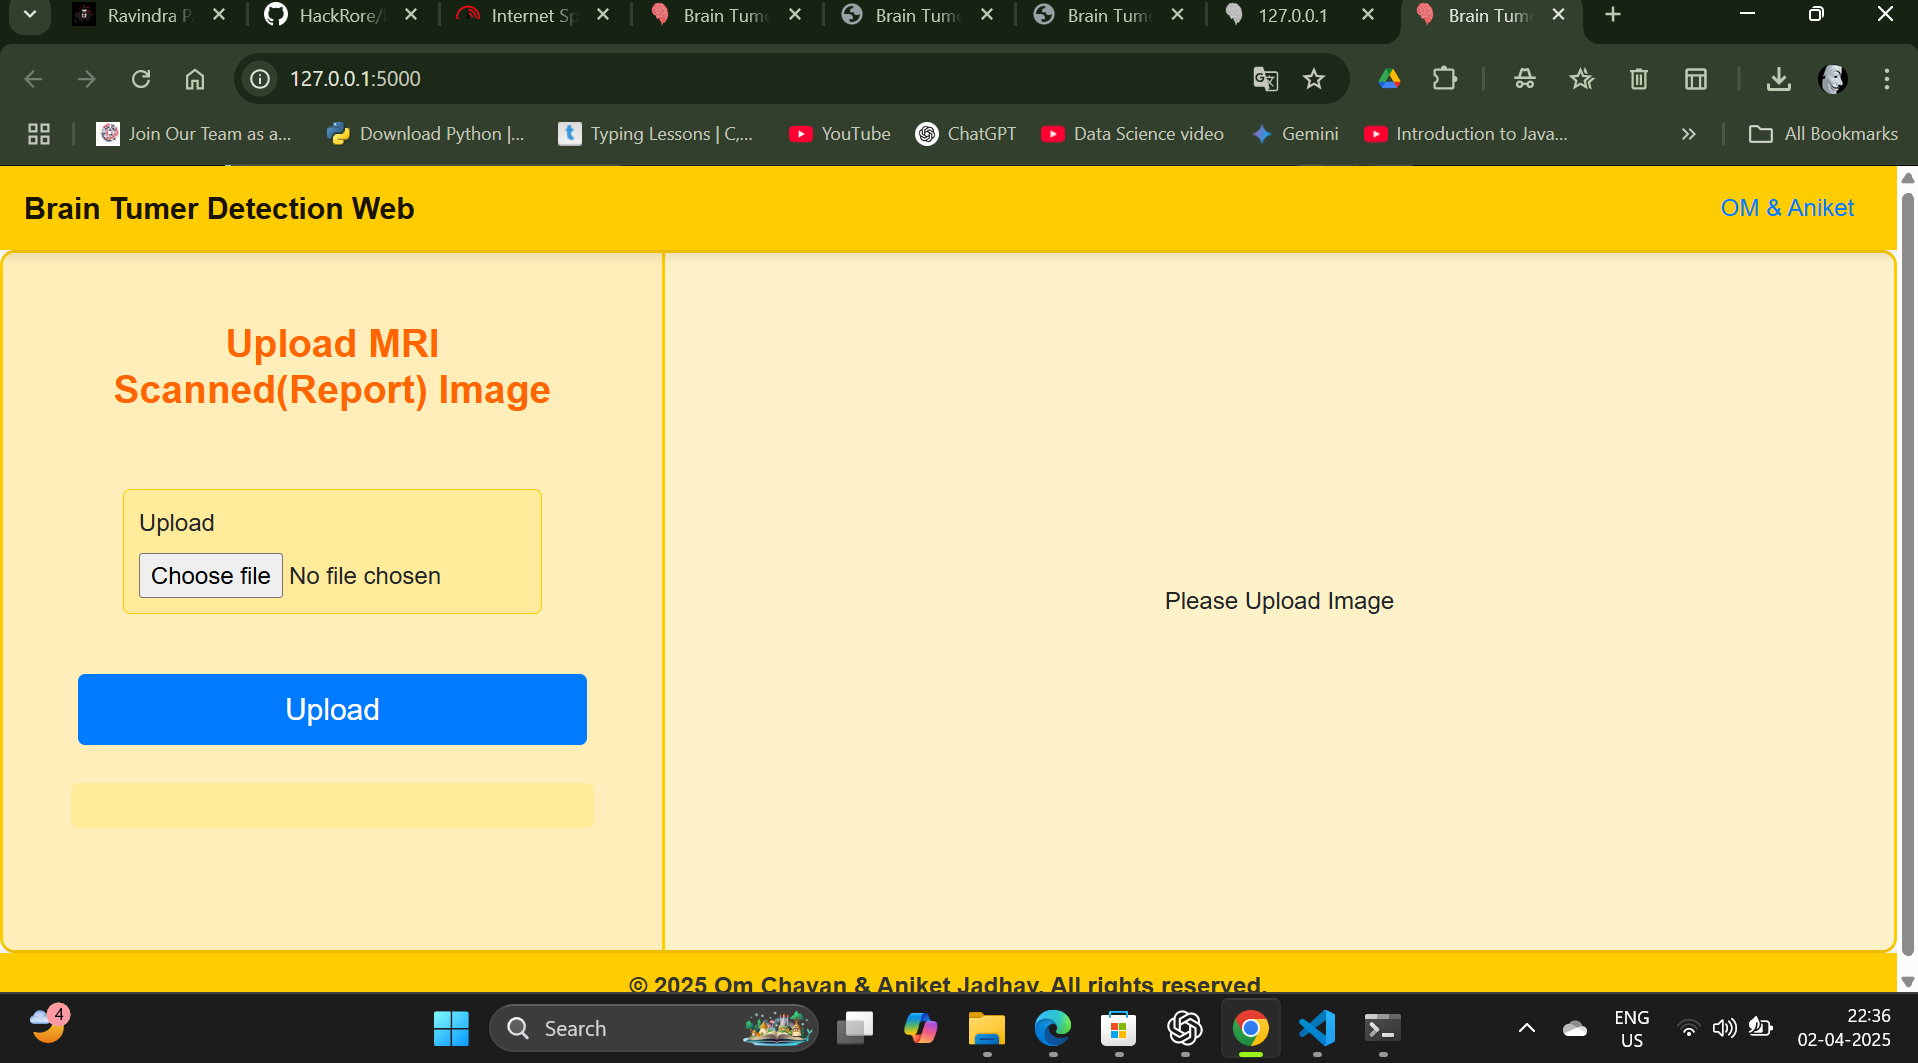 Ravindra P
HackRore/
Internet Sp
Brain Tume
Brain Tume
Brain Tum
127.0.0.1
Brain Tum
127.0.0.1:5000
Join Our Team as a...
Download Python |...
Typing Lessons | C,...
YouTube
ChatGPT
Data Science video
Gemini
Introduction to Java...
All Bookmarks
Brain Tumer Detection Web
OM & Aniket
Upload MRI
Scanned(Report) Image
Upload
Choose file No file chosen
Upload
Please Upload Image
© 2025 Om Chavan & Aniket Jadhav. All rights reserved.
4
Search
ENG
US
22:36
02-04-2025